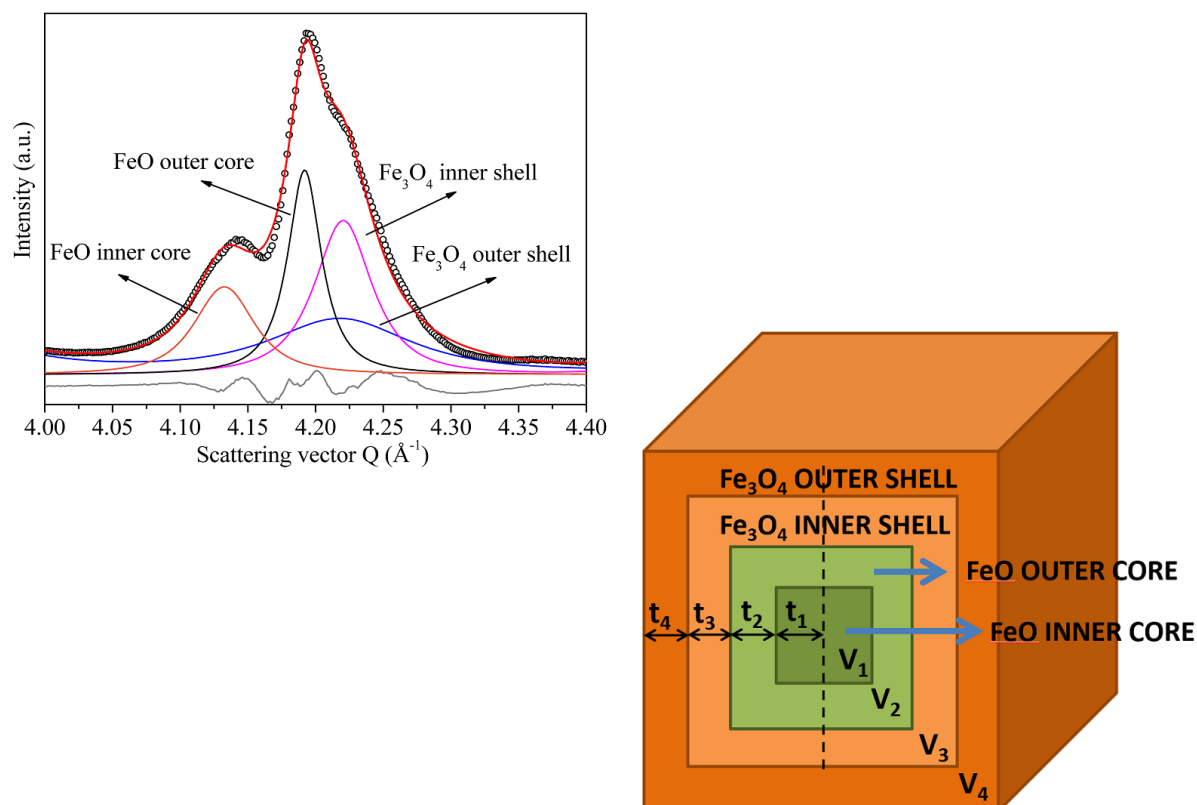 Intensity (a.u.)
FeO outer core
Fe₃O₄ inner shell
FeO inner core
Fe₃O₄ outer shell
4.00 4.05 4.10 4.15 4.20 4.25 4.30 4.35 4.40
Scattering vector Q (Å⁻¹)
Fe₃O₄ OUTER SHELL
Fe₃O₄ INNER SHELL
FeO OUTER CORE
t₄ t₃ t₂ t₁
FeO INNER CORE
V₁
V₂
V₃
V₄